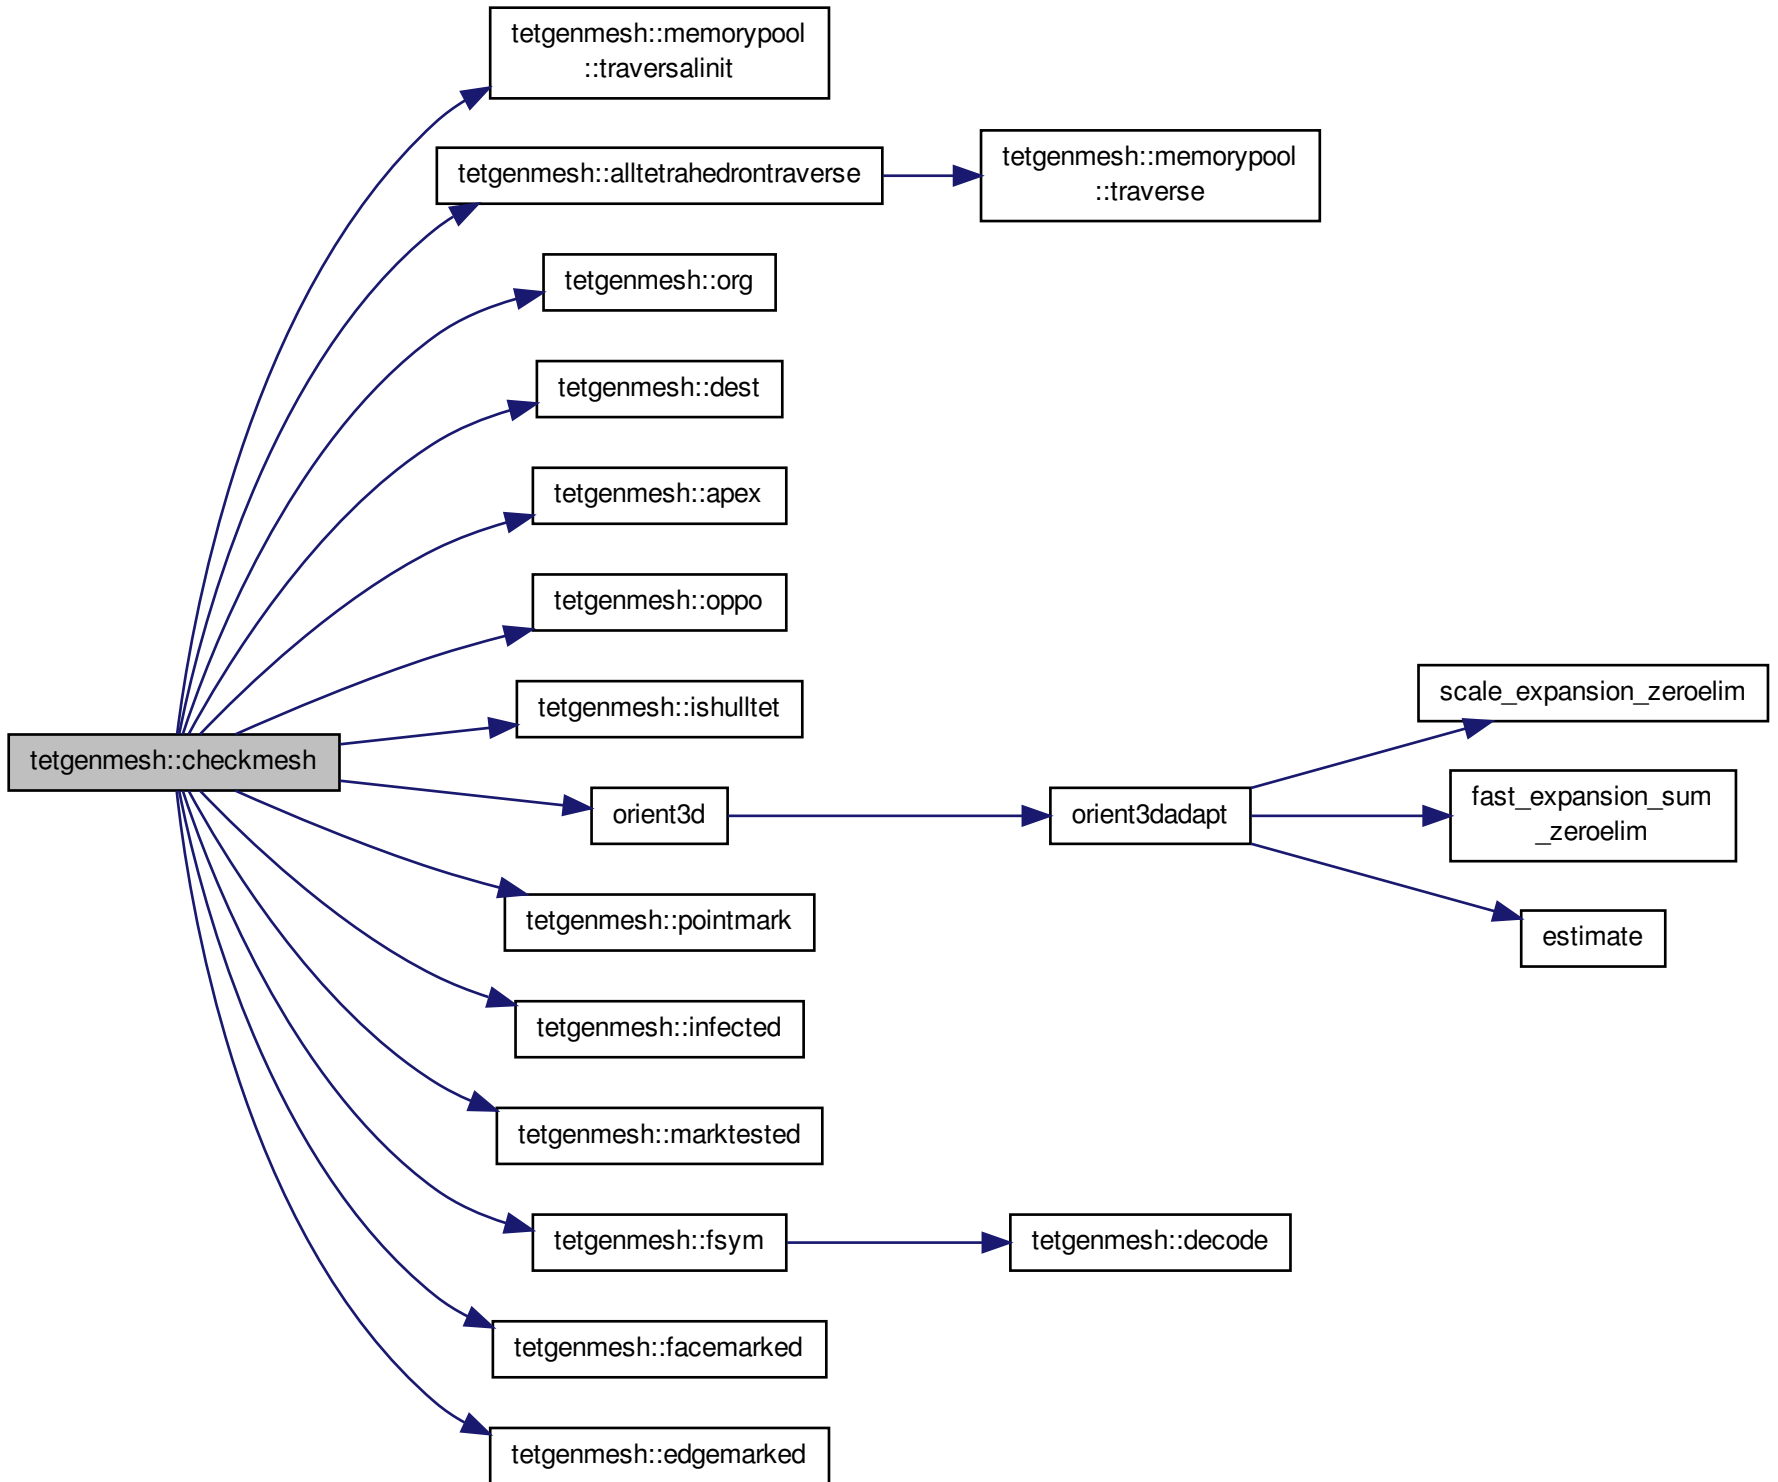 tetgenmesh::memorypool
::traversalinit
tetgenmesh::alltetrahedrontraverse
tetgenmesh::memorypool
::traverse
tetgenmesh::org
tetgenmesh::dest
tetgenmesh::apex
tetgenmesh::oppo
tetgenmesh::ishulltet
tetgenmesh::checkmesh
orient3d
orient3dadapt
scale_expansion_zeroelim
fast_expansion_sum
_zeroelim
estimate
tetgenmesh::pointmark
tetgenmesh::infected
tetgenmesh::marktested
tetgenmesh::fsym
tetgenmesh::decode
tetgenmesh::facemarked
tetgenmesh::edgemarked